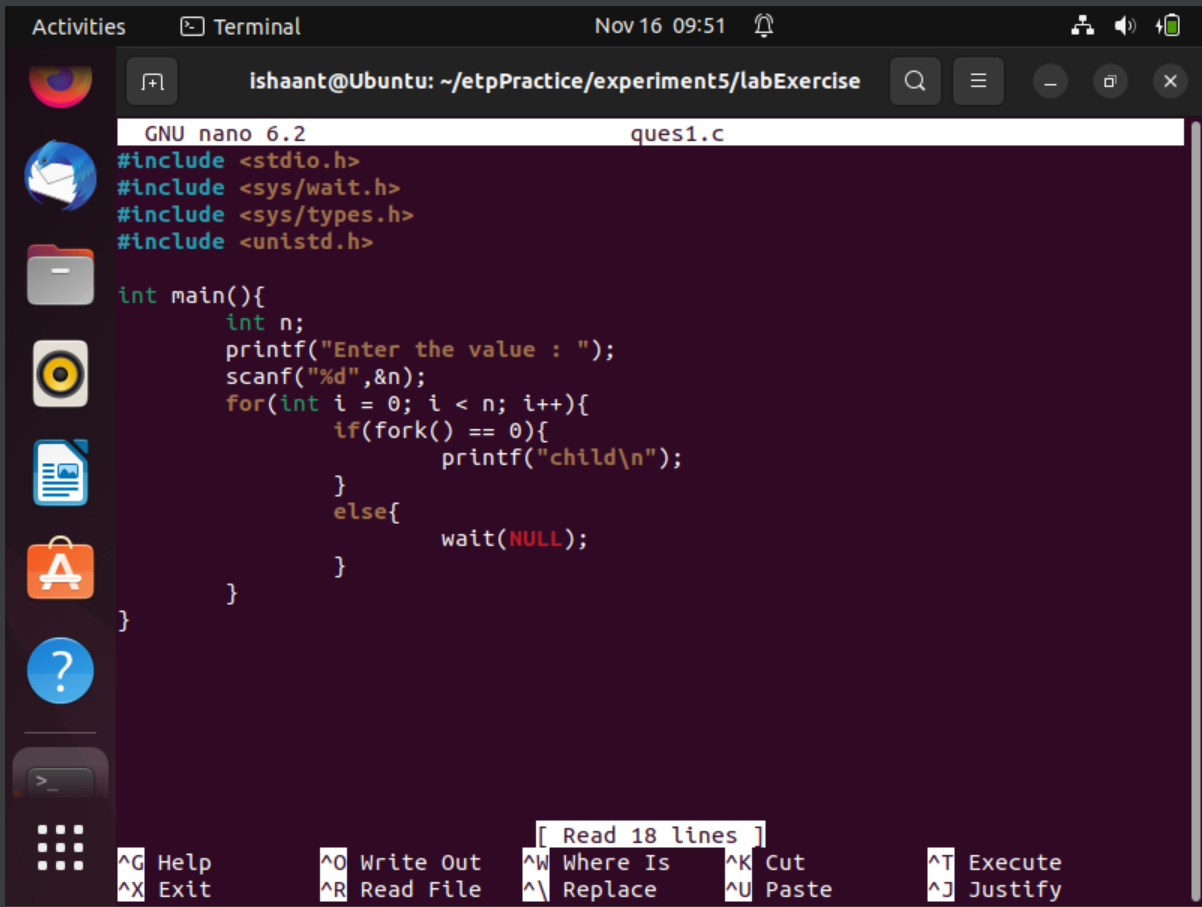 Activities Terminal Nov 16 09:51
ishaant@Ubuntu: ~/etpPractice/experiment5/labExercise
GNU nano 6.2 ques1.c
#include <stdio.h>
#include <sys/wait.h>
#include <sys/types.h>
#include <unistd.h>

int main(){
        int n;
        printf("Enter the value : ");
        scanf("%d",&n);
        for(int i = 0; i < n; i++){
                if(fork() == 0){
                        printf("child\n");
                }
                else{
                        wait(NULL);
                }
        }
}
[ Read 18 lines ]
^G Help ^O Write Out ^W Where Is ^K Cut ^T Execute
^X Exit ^R Read File ^\ Replace ^U Paste ^J Justify